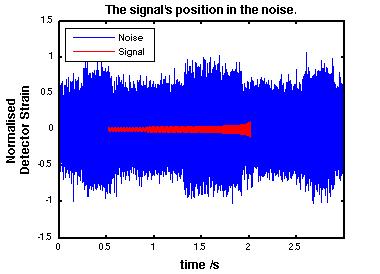 The signal's position in the noise.
1.5
Noise
Signal
1
0.5
0
-0.5
-1
-1.5
Normalised
Detector Strain
0 0.5 1 1.5 2 2.5
time /s